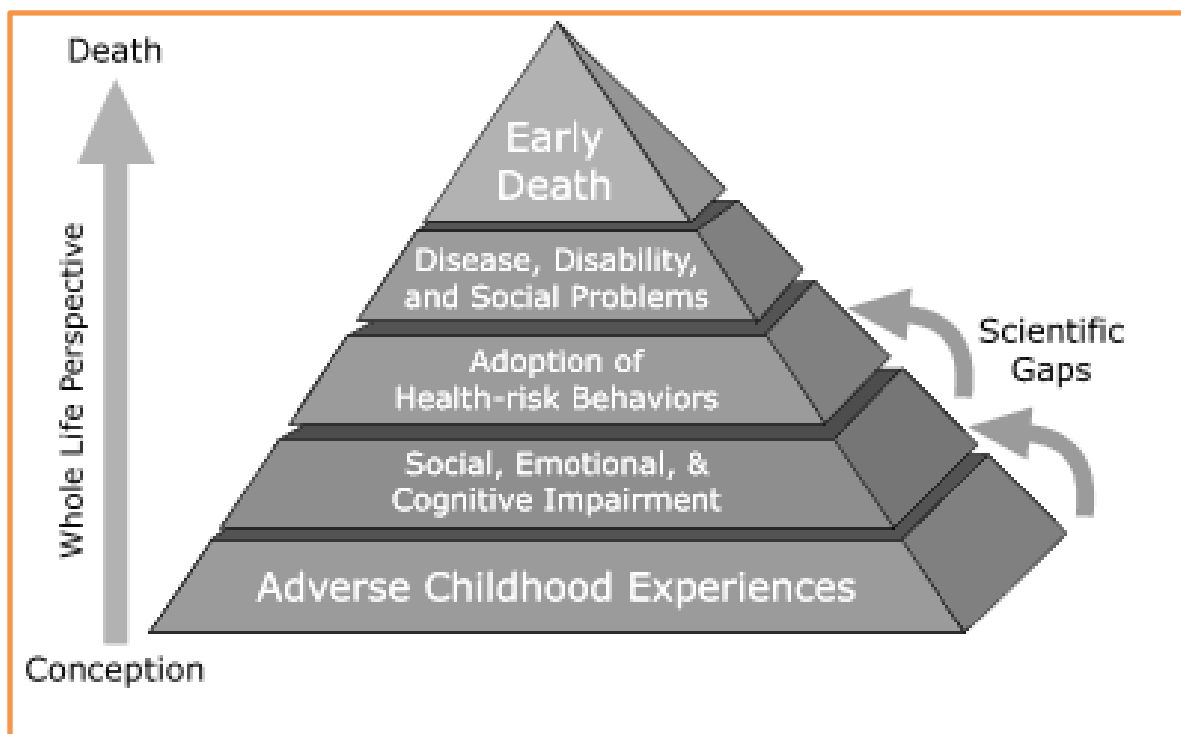 Death
Whole Life Perspective
Conception
Early
Death
Disease, Disability,
and Social Problems
Adoption of
Health-risk Behaviors
Social, Emotional, &
Cognitive Impairment
Adverse Childhood Experiences
Scientific
Gaps